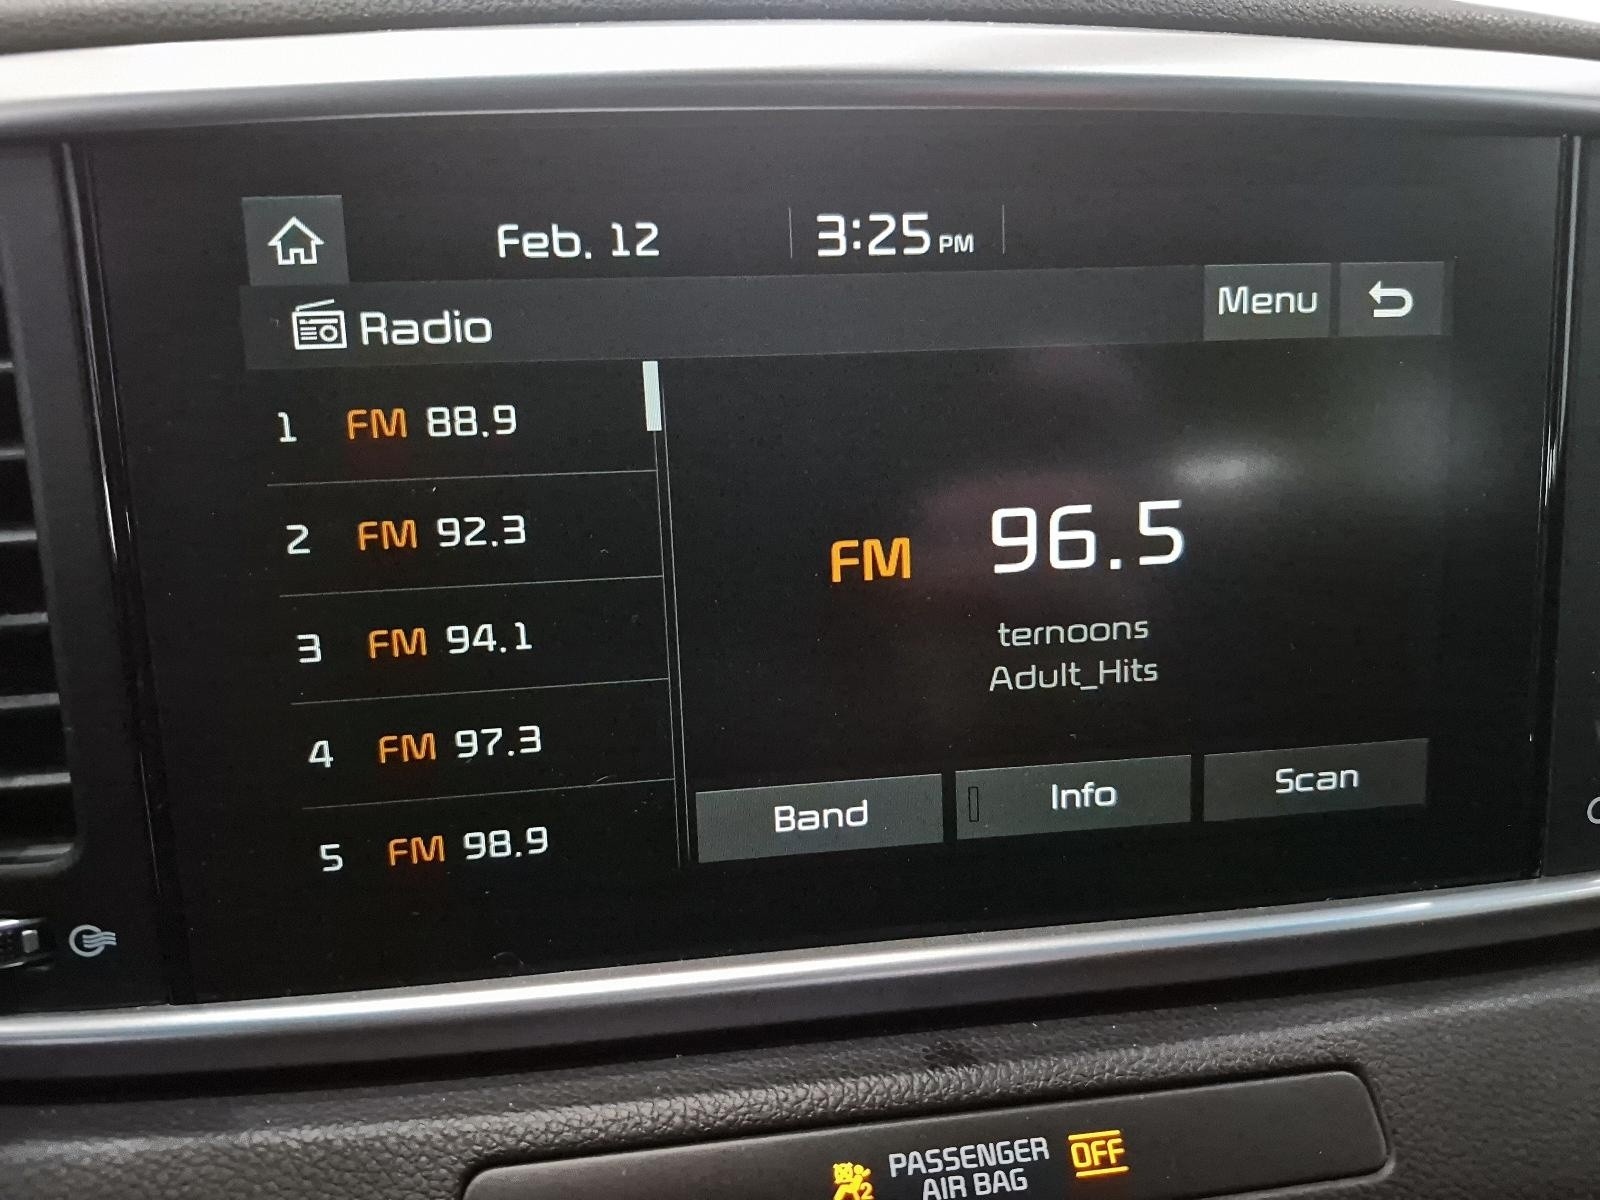 Feb. 12 3:25 PM
Radio
Menu
1 FM 88.9
2 FM 92.3
3 FM 94.1
4 FM 97.3
5 FM 98.9
FM 96.5
ternoons
Adult_Hits
Band
Info
Scan
PASSENGER
AIR BAG
OFF
2